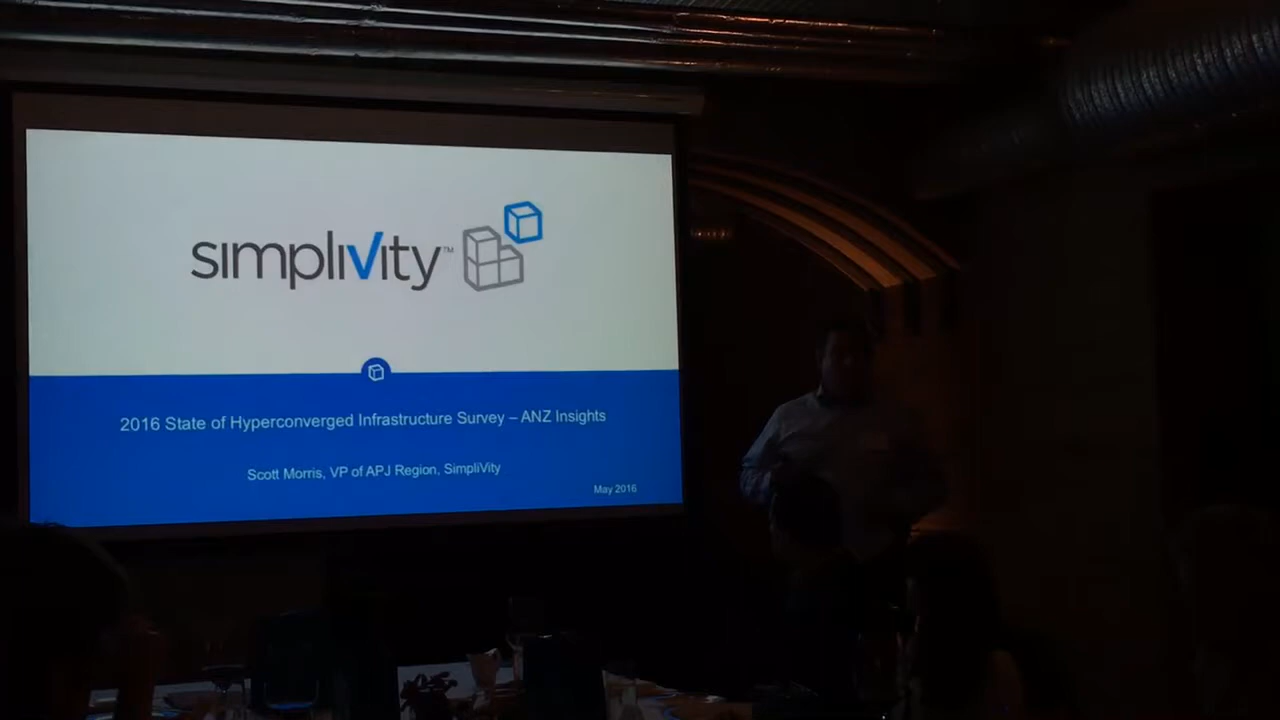 simpliVity™
2016 State of Hyperconverged Infrastructure Survey – ANZ Insights
Scott Morris, VP of APJ Region, SimpliVity
May 2016